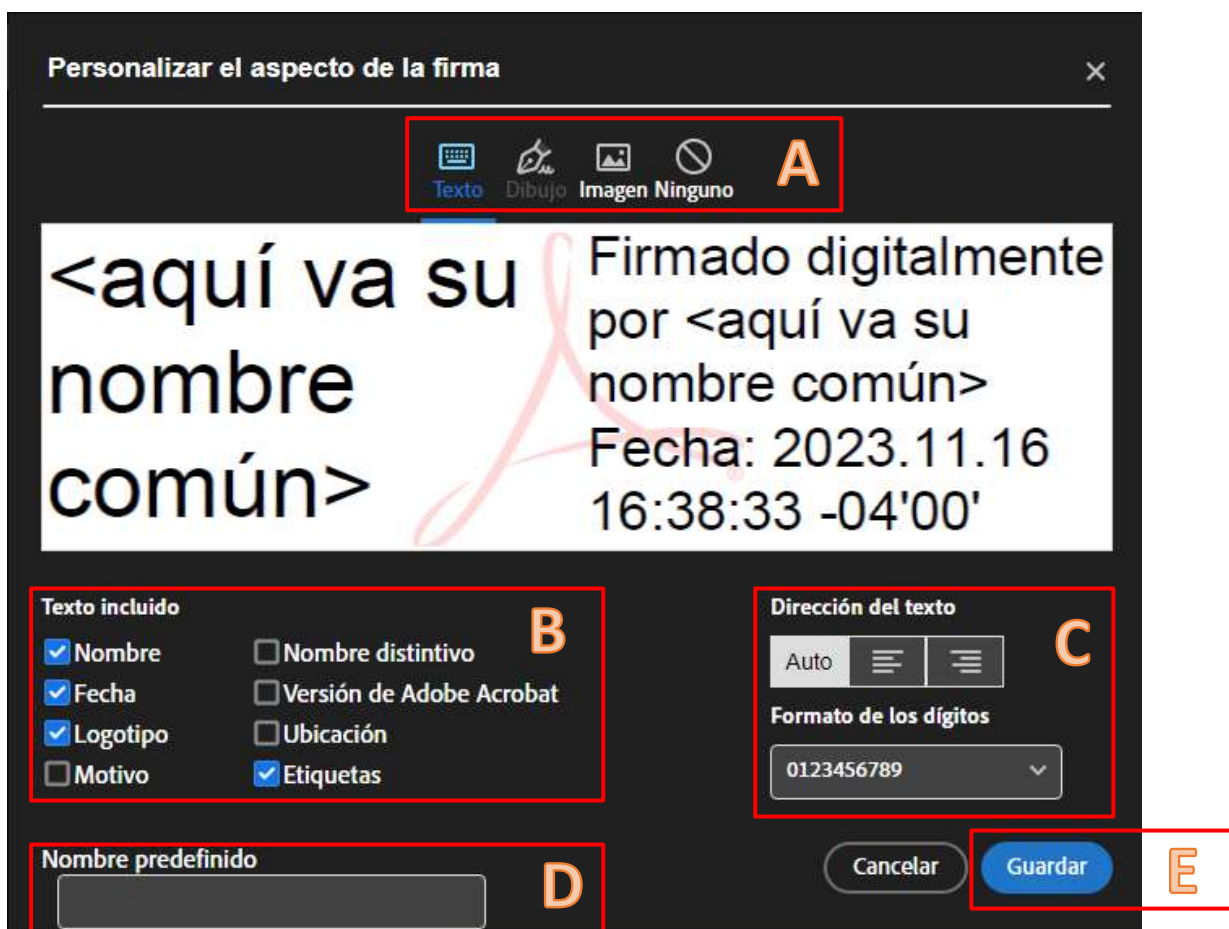 Personalizar el aspecto de la firma
Texto Dibujo Imagen Ninguno
A
<aquí va su
nombre
común>
Firmado digitalmente
por <aquí va su
nombre común>
Fecha: 2023.11.16
16:38:33 -04'00'
Texto incluido
B
Nombre
Nombre distintivo
Fecha
Versión de Adobe Acrobat
Logotipo
Ubicación
Motivo
Etiquetas
Dirección del texto
C
Auto
Formato de los dígitos
0123456789
Nombre predefinido
D
Cancelar
Guardar
E